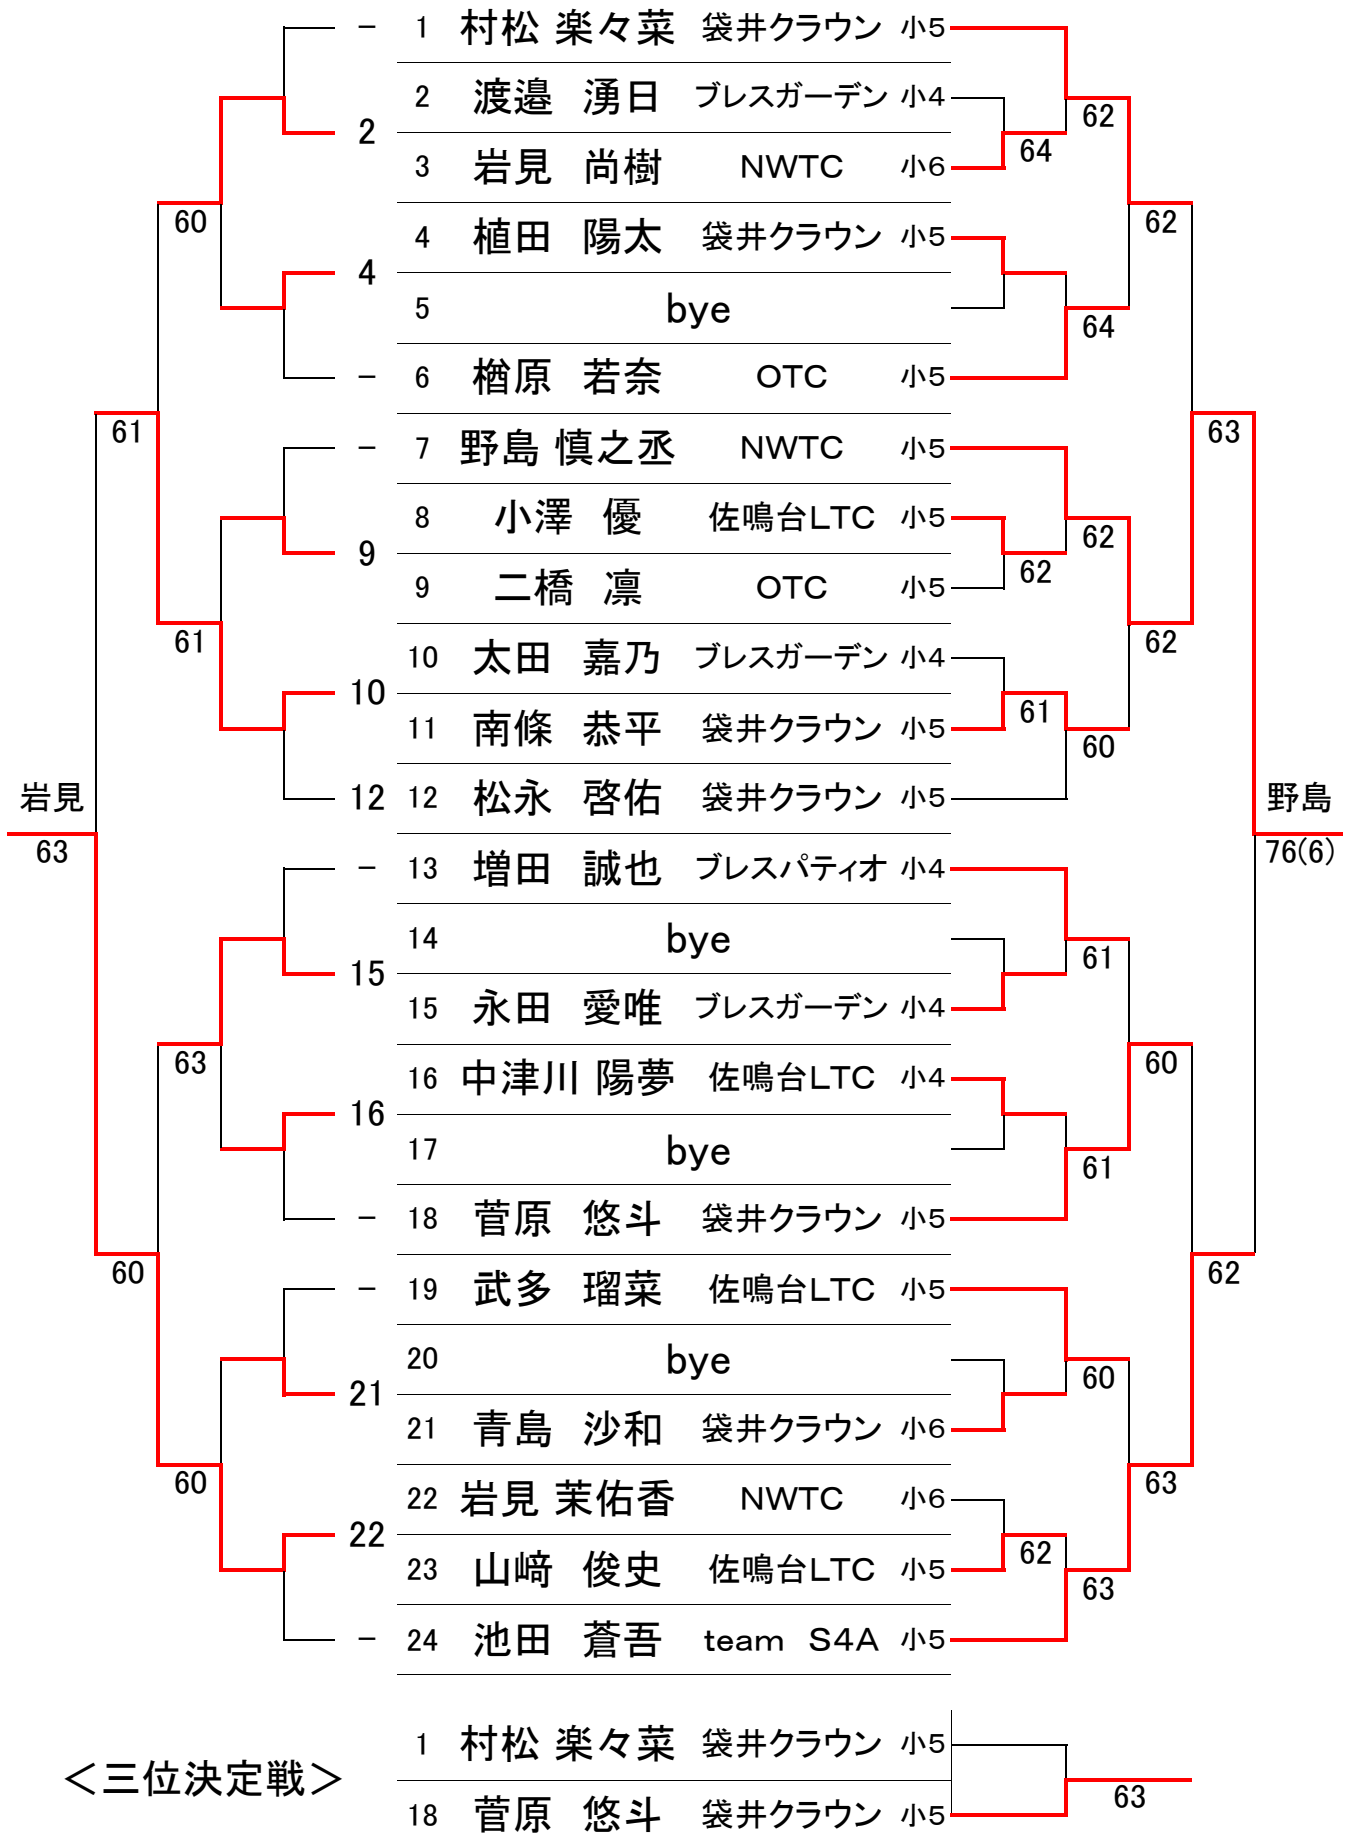 － 1 村松 楽々菜 袋井クラウン 小5
2 渡邉 湧日 ブレスガーデン 小4
62
2
64
3 岩見 尚樹 NWTC 小6
60
62
4 植田 陽太 袋井クラウン 小5
4
5 bye
64
－ 6 楢原 若奈 OTC 小5
61
63
－ 7 野島 慎之丞 NWTC 小5
8 小澤 優 佐鳴台LTC 小5
62
9
62
9 二橋 凛 OTC 小5
61
62
10 太田 嘉乃 ブレスガーデン 小4
10
61
11 南條 恭平 袋井クラウン 小5
60
岩見 12 12 松永 啓佑 袋井クラウン 小5 野島
63
76(6)
－ 13 増田 誠也 ブレスパティオ 小4
14 bye
61
15
15 永田 愛唯 ブレスガーデン 小4
63
60
16 中津川 陽夢 佐鳴台LTC 小4
16
17 bye
61
－ 18 菅原 悠斗 袋井クラウン 小5
60
62
－ 19 武多 瑠菜 佐鳴台LTC 小5
20 bye
60
21
21 青島 沙和 袋井クラウン 小6
60
63
22 岩見 茉佑香 NWTC 小6
22
62
23 山﨑 俊史 佐鳴台LTC 小5
63
－ 24 池田 蒼吾 team S4A 小5
1 村松 楽々菜 袋井クラウン 小5
＜三位決定戦＞
63
18 菅原 悠斗 袋井クラウン 小5